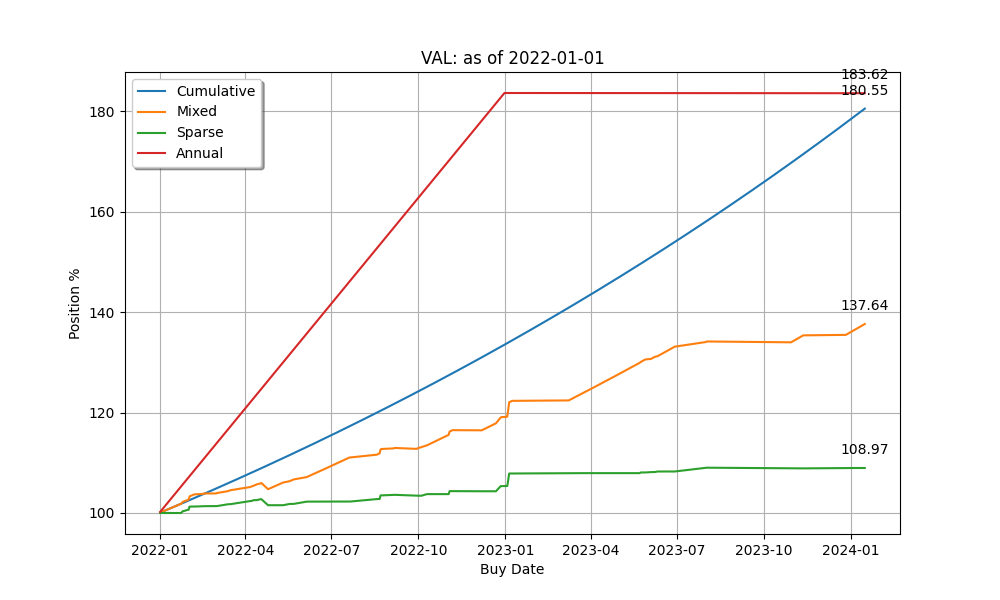 VAL: as of 2022-01-01
183.62
180.55
Cumulative
Mixed
Sparse
Annual
180
160
140
120
100
137.64
108.97
Position %
2022-01 2022-04 2022-07 2022-10 2023-01 2023-04 2023-07 2023-10 2024-01
Buy Date